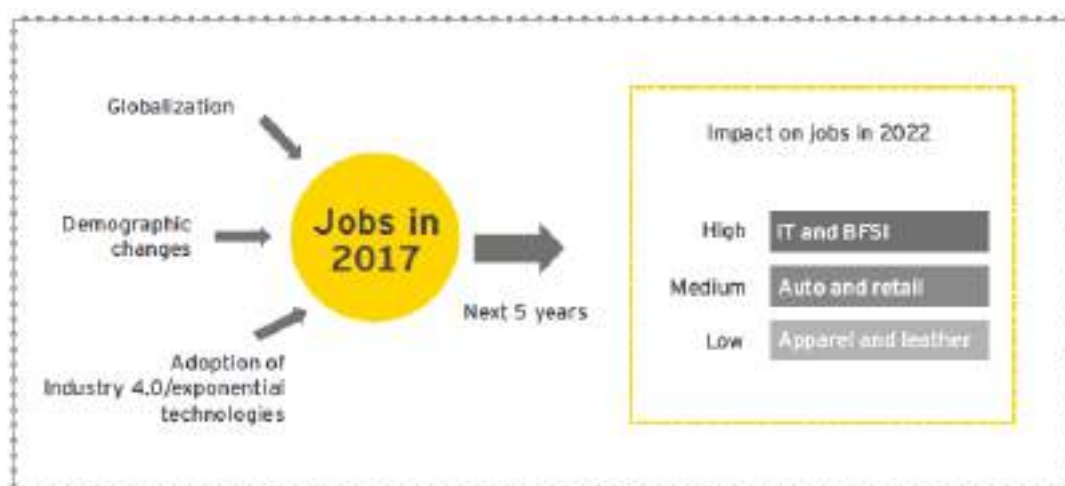 Globalization
Demographic
changes
Adoption of
Industry 4.0/exponential
technologies
Jobs in
2017
Next 5 years
Impact on jobs in 2022
High IT and BFSI
Medium Auto and retail
Low Apparel and leather